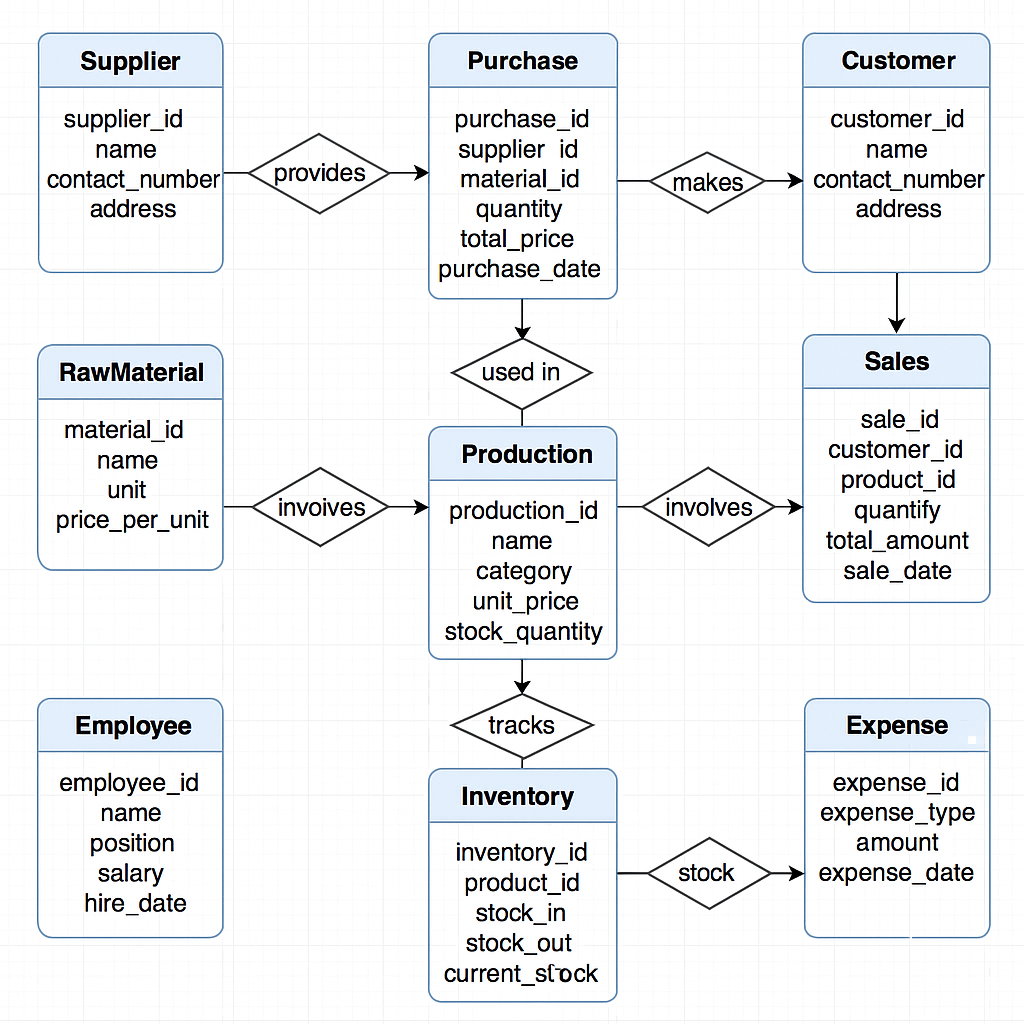 Supplier
supplier_id
name
contact_number
address
provides
Purchase
purchase_id
supplier id
material_id
quantity
total_price
purchase_date
makes
Customer
customer_id
name
contact_number
address
RawMaterial
material_id
name
unit
price_per_unit
invoives
used in
Production
production_id
name
category
unit_price
stock_quantity
involves
Sales
sale_id
customer_id
product_id
quantify
total_amount
sale_date
Employee
employee_id
name
position
salary
hire_date
tracks
Inventory
inventory_id
product_id
stock_in
stock_out
current_stock
stock
Expense
expense_id
expense_type
amount
expense_date